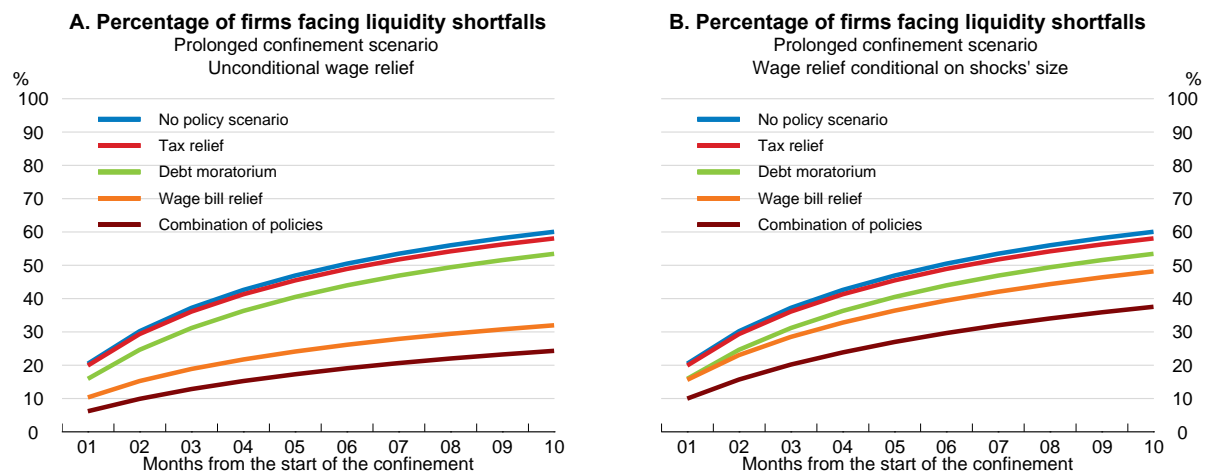 A. Percentage of firms facing liquidity shortfalls
Prolonged confinement scenario
Unconditional wage relief
%
100
90
80
70
60
50
40
30
20
10
0
No policy scenario
Tax relief
Debt moratorium
Wage bill relief
Combination of policies
01 02 03 04 05 06 07 08 09 10
Months from the start of the confinement
B. Percentage of firms facing liquidity shortfalls
Prolonged confinement scenario
Wage relief conditional on shocks' size
%
100
90
80
70
60
50
40
30
20
10
0
No policy scenario
Tax relief
Debt moratorium
Wage bill relief
Combination of policies
01 02 03 04 05 06 07 08 09 10
Months from the start of the confinement